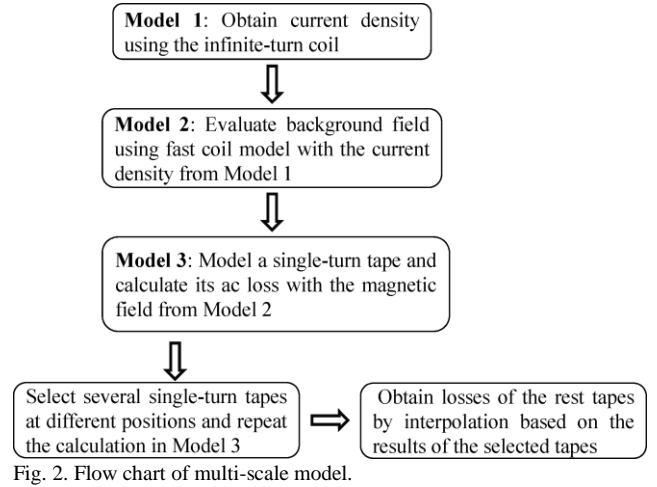 Model 1: Obtain current density
using the infinite-turn coil
Model 2: Evaluate background field
using fast coil model with the current
density from Model 1
Model 3: Model a single-turn tape and
calculate its ac loss with the magnetic
field from Model 2
Select several single-turn tapes
at different positions and repeat
the calculation in Model 3
Obtain losses of the rest tapes
by interpolation based on the
results of the selected tapes
Fig. 2. Flow chart of multi-scale model.